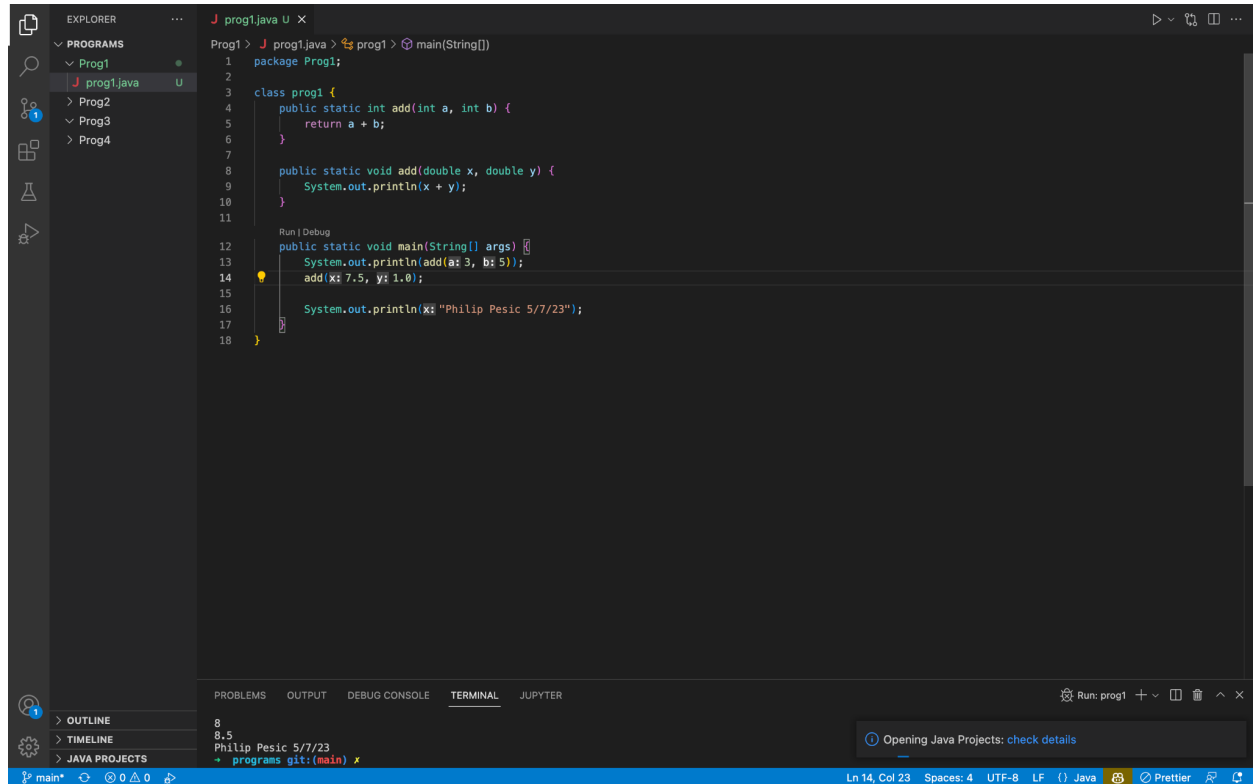 EXPLORER
PROGRAMS
Prog1
J prog1.java U
Prog2
Prog3
Prog4
OUTLINE
TIMELINE
JAVA PROJECTS
1
1
J prog1.java U ×
Prog1 > J prog1.java > prog1 > main(String[])
1 package Prog1;
2
3 class prog1 {
4 public static int add(int a, int b) {
5 return a + b;
6 }
7
8 public static void add(double x, double y) {
9 System.out.println(x + y);
10 }
11
Run | Debug
12 public static void main(String[] args) {
13 System.out.println(add(a: 3, b: 5));
14 add(x: 7.5, y: 1.0);
15
16 System.out.println(x: "Philip Pesic 5/7/23");
17 }
18 }
PROBLEMS OUTPUT DEBUG CONSOLE TERMINAL JUPYTER
Run: prog1
8
8.5
Philip Pesic 5/7/23
➜ programs git:(main) ✗
Opening Java Projects: check details
main* 0 0 Ln 14, Col 23 Spaces: 4 UTF-8 LF {} Java Prettier